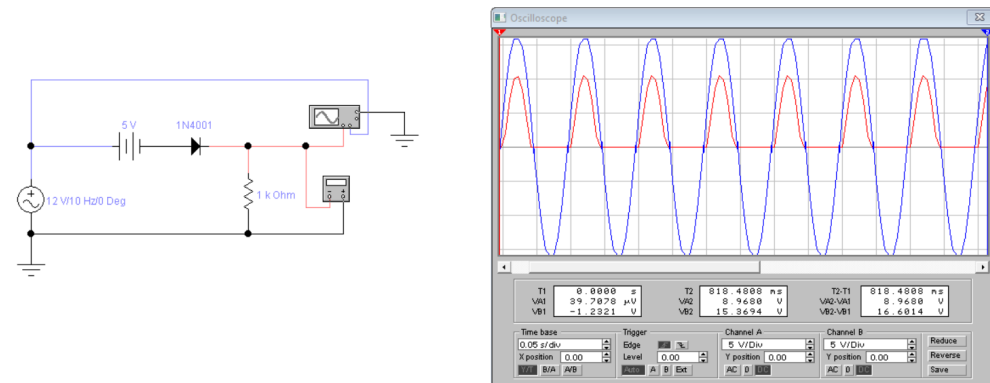 Oscilloscope
1
2
5 V
1N4001
1 k Ohm
12 V/10 Hz/0 Deg
T1 0.0000 s
VA1 39.7078 µV
VB1 -1.2321 V
T2 818.4808 ms
VA2 8.9680 V
VB2 15.3694 V
T2-T1 818.4808 ms
VA2-VA1 8.9680 V
VB2-VB1 16.6014 V
Time base
0.05 s/div
X position 0.00
Y/T B/A A/B
Trigger
Edge
Level 0.00
Auto A B Ext
Channel A
5 V/Div
Y position 0.00
AC 0 DC
Channel B
5 V/Div
Y position 0.00
AC 0 DC
Reduce
Reverse
Save